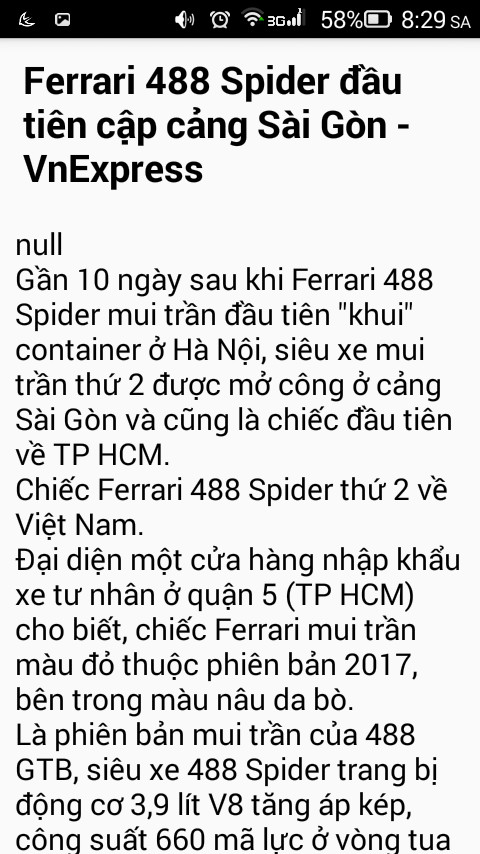 3G 58% 8:29 SA
Ferrari 488 Spider đầu
tiên cập cảng Sài Gòn -
VnExpress
null
Gần 10 ngày sau khi Ferrari 488
Spider mui trần đầu tiên "khui"
container ở Hà Nội, siêu xe mui
trần thứ 2 được mở công ở cảng
Sài Gòn và cũng là chiếc đầu tiên
về TP HCM.
Chiếc Ferrari 488 Spider thứ 2 về
Việt Nam.
Đại diện một cửa hàng nhập khẩu
xe tư nhân ở quận 5 (TP HCM)
cho biết, chiếc Ferrari mui trần
màu đỏ thuộc phiên bản 2017,
bên trong màu nâu da bò.
Là phiên bản mui trần của 488
GTB, siêu xe 488 Spider trang bị
động cơ 3,9 lít V8 tăng áp kép,
công suất 660 mã lực ở vòng tua